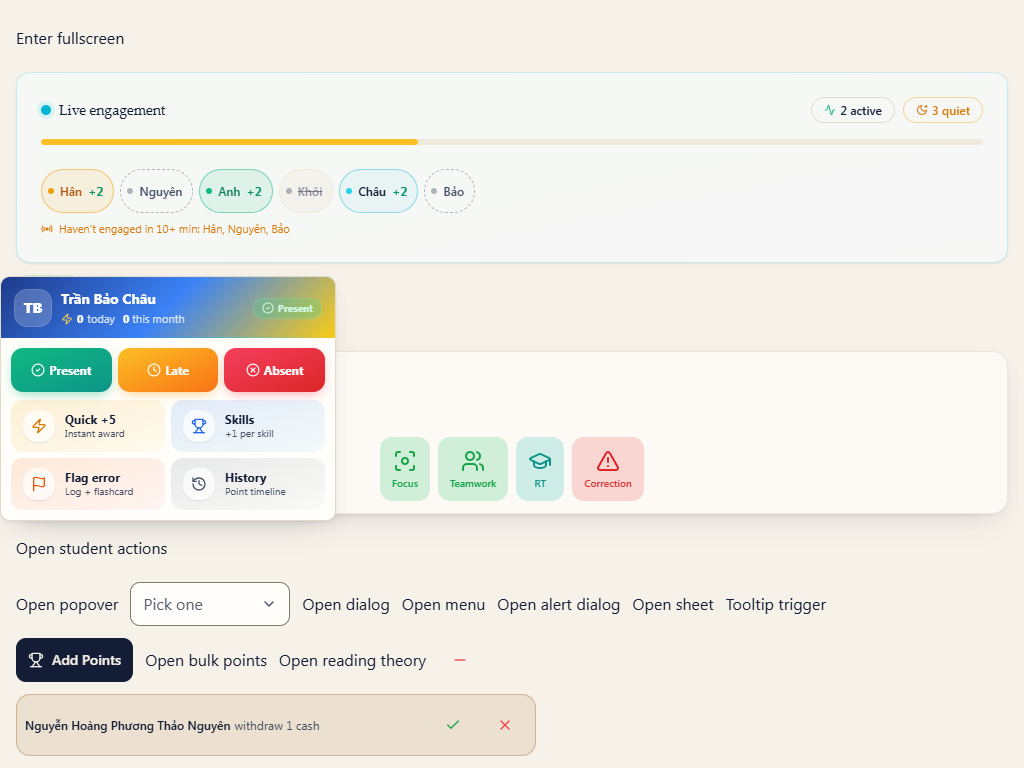 Enter fullscreen
Live engagement
2 active
3 quiet
Hân +2
Nguyên
Anh +2
Khôi
Châu +2
Bảo
Haven't engaged in 10+ min: Hân, Nguyên, Bảo
TB
Trần Bảo Châu
0 today 0 this month
Present
Present
Late
Absent
Quick +5
Instant award
Skills
+1 per skill
Flag error
Log + flashcard
History
Point timeline
Focus
Teamwork
RT
Correction
Open student actions
Open popover
Pick one
Open dialog
Open menu
Open alert dialog
Open sheet
Tooltip trigger
Add Points
Open bulk points
Open reading theory
Nguyễn Hoàng Phương Thảo Nguyên withdraw 1 cash